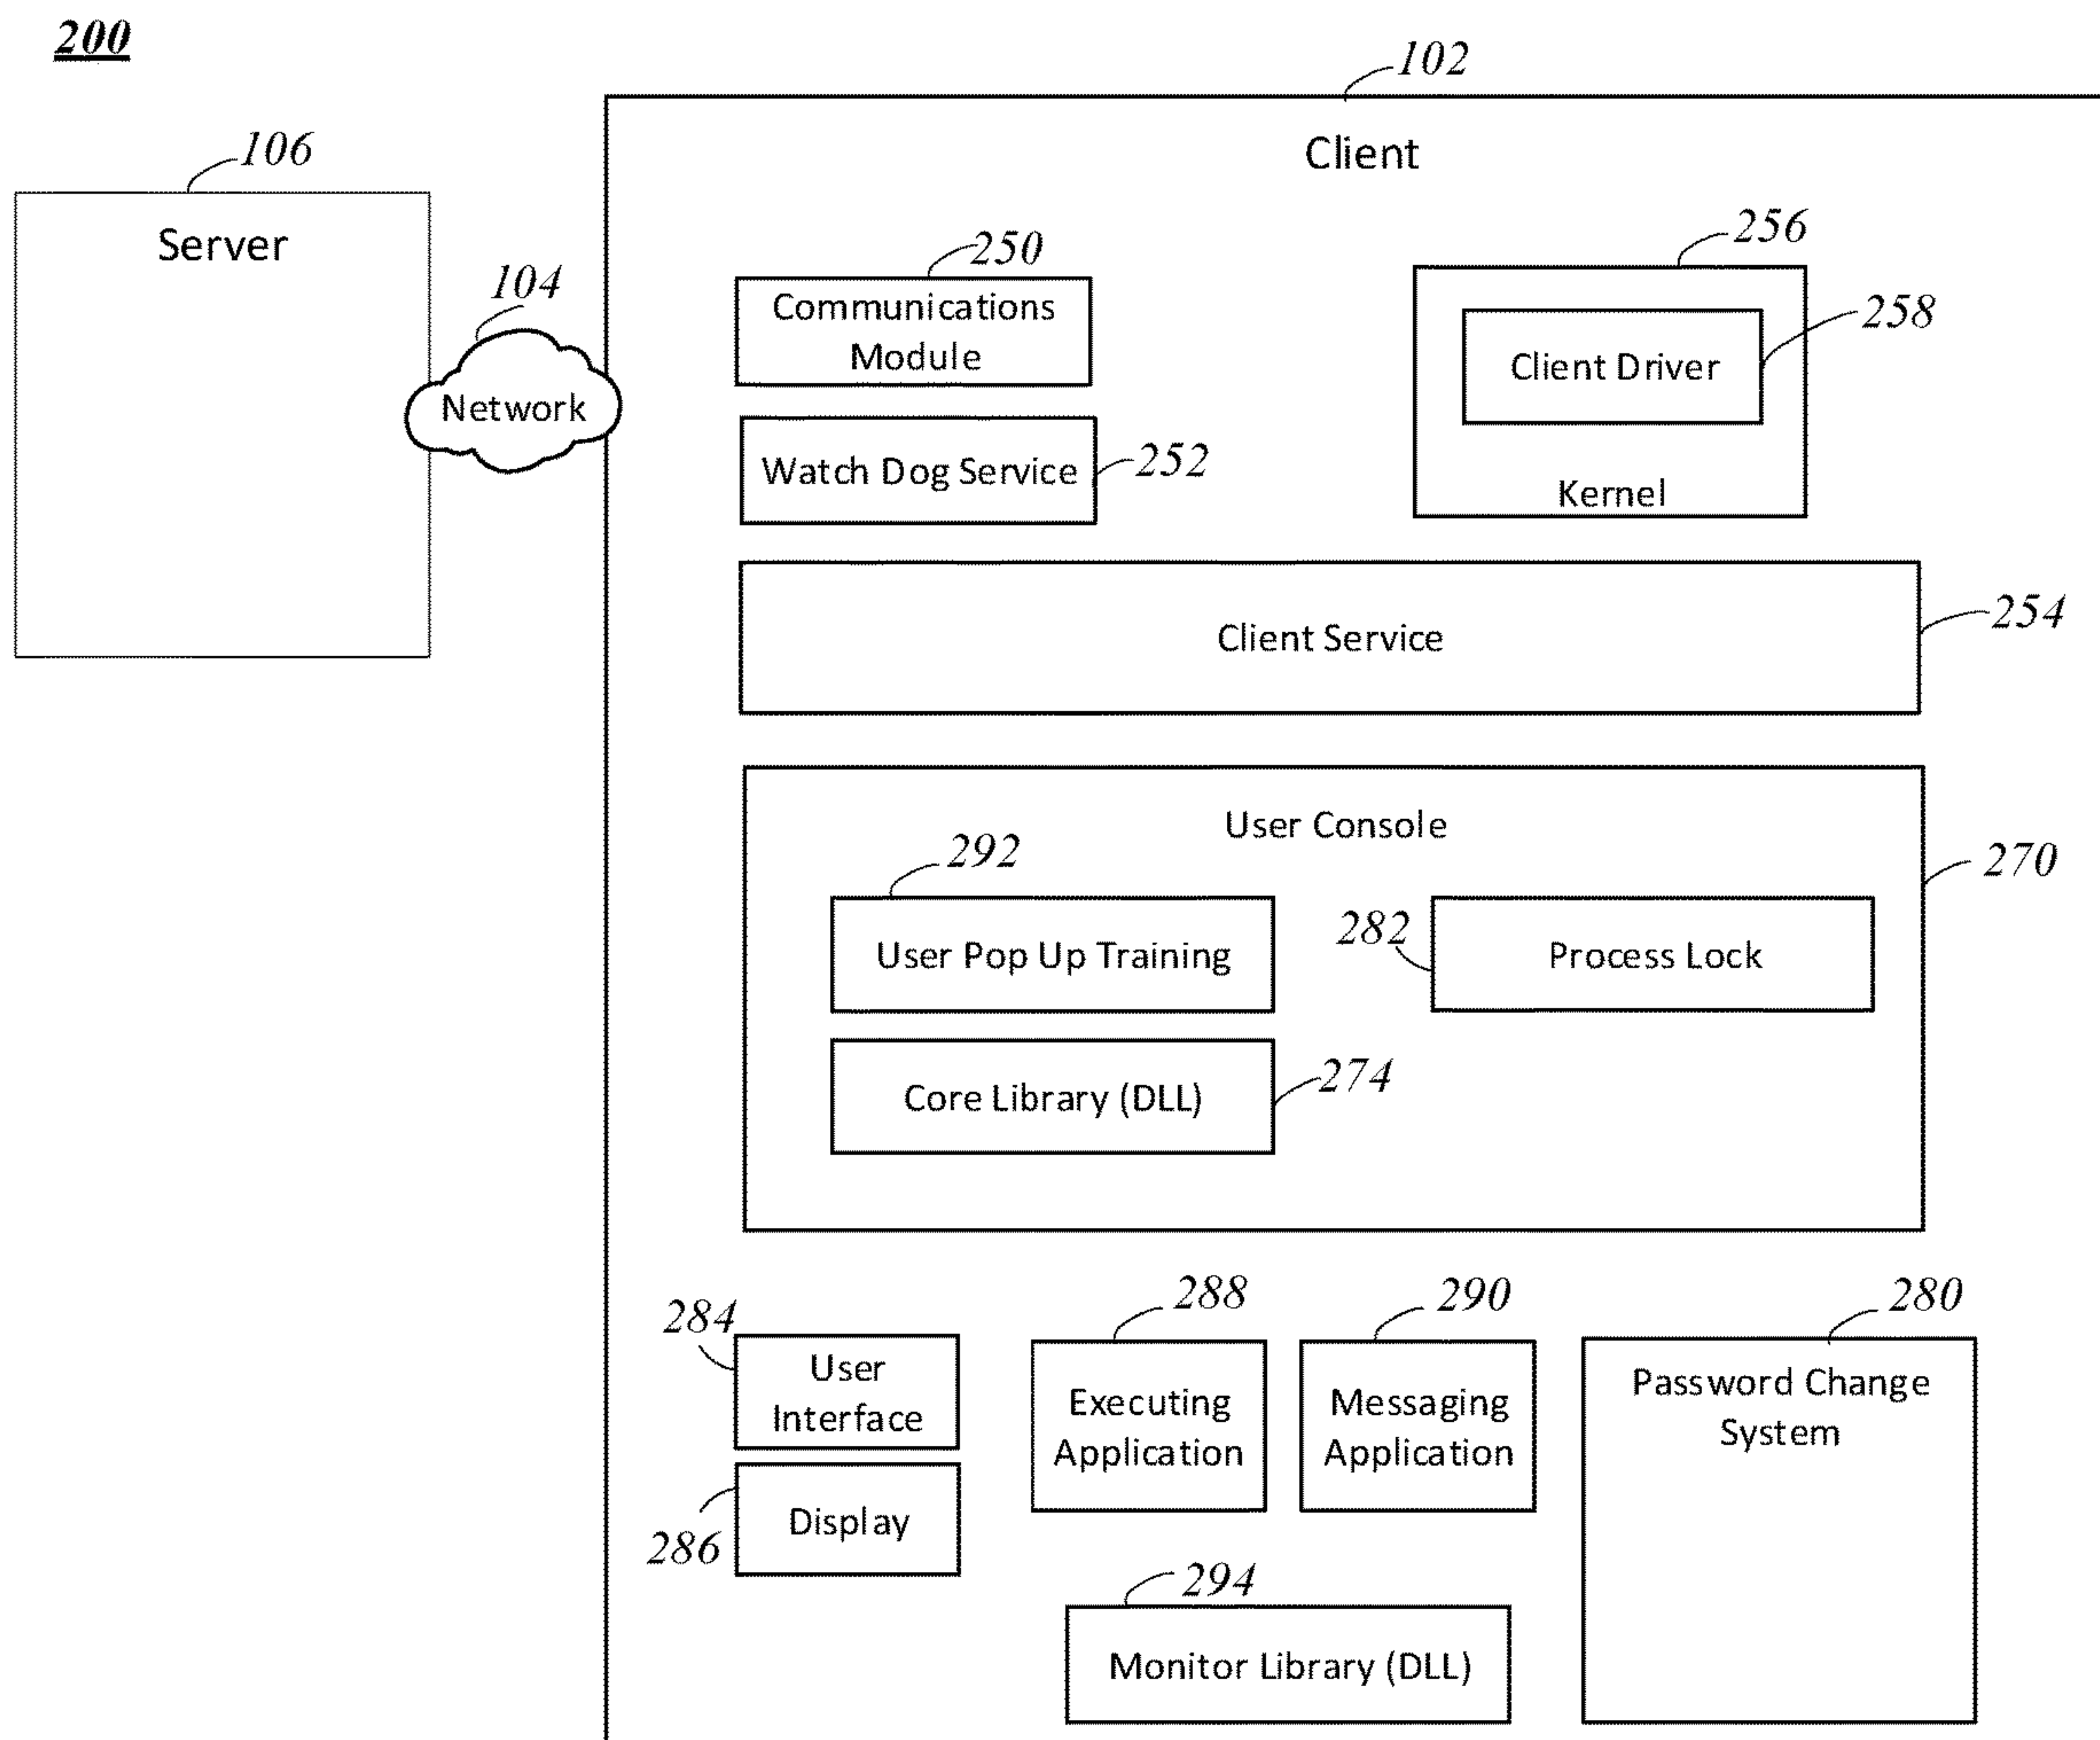 200
102
Client
106
Server
104
Network
250
Communications
Module
252
Watch Dog Service
256
258
Client Driver
Kernel
254
Client Service
User Console
270
292
User Pop Up Training
282
Process Lock
274
Core Library (DLL)
284
User
Interface
286
Display
288
Executing
Application
290
Messaging
Application
280
Password Change
System
294
Monitor Library (DLL)